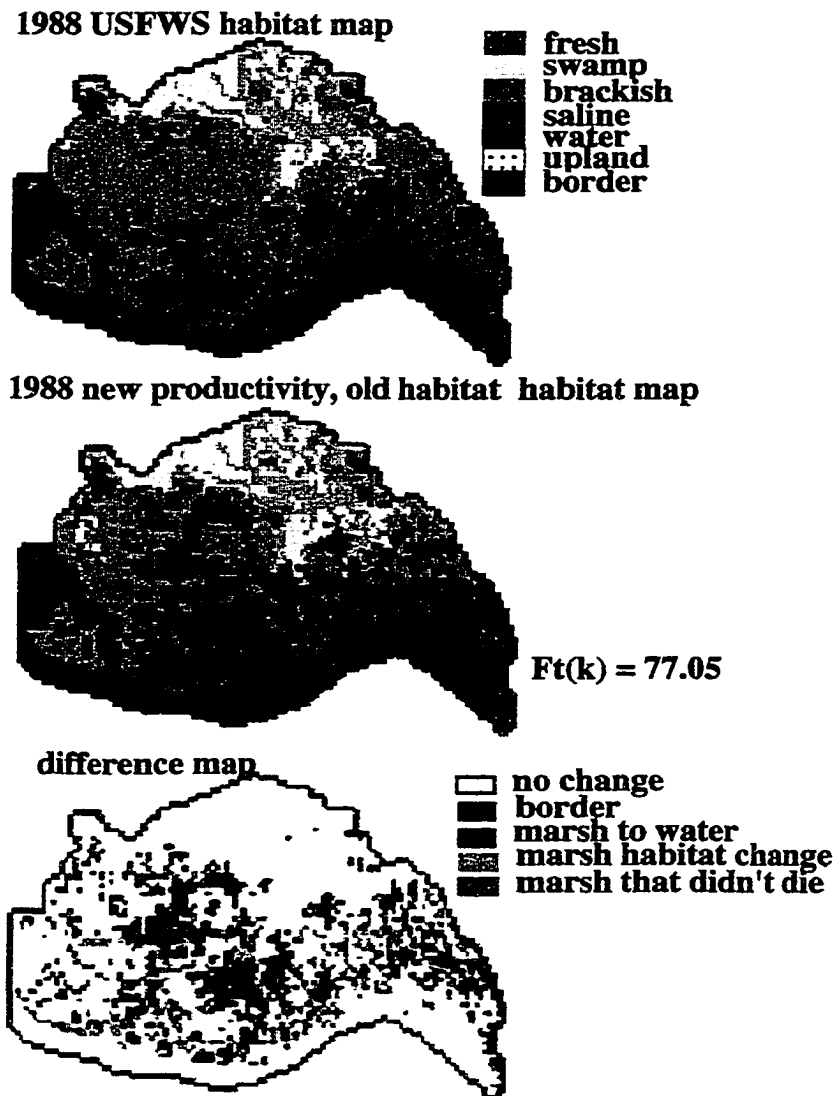 1988 USFWS habitat map
fresh
swamp
brackish
saline
water
upland
border
1988 new productivity, old habitat habitat map
Ft(k) = 77.05
difference map
no change
border
marsh to water
marsh habitat change
marsh that didn't die